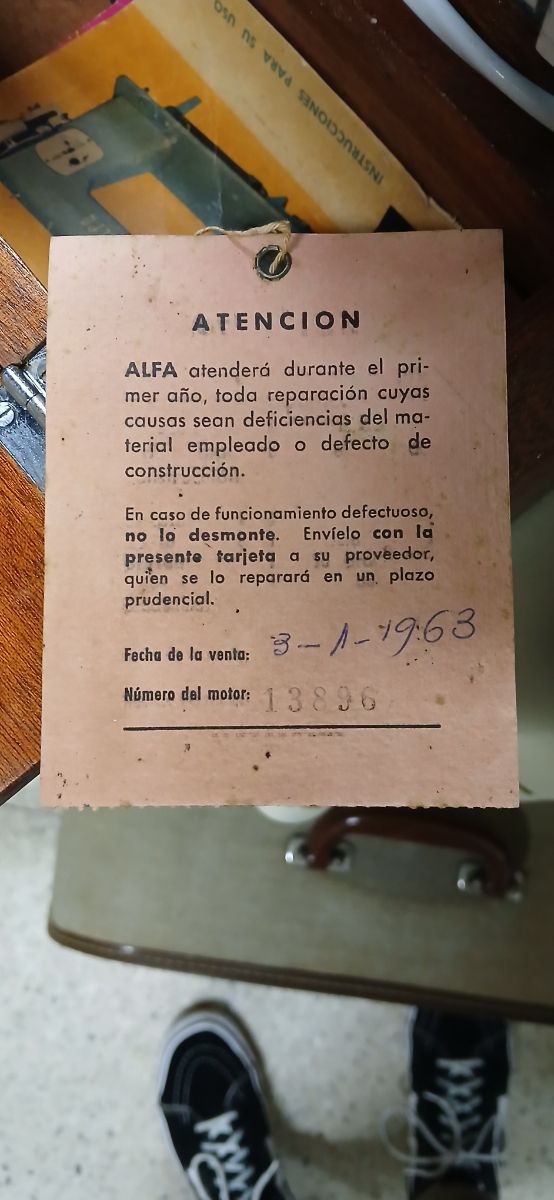 INSTRUCCIONES PARA SU USO
ATENCION
ALFA atenderá durante el pri-
mer año, toda reparación cuyas
causas sean deficiencias del ma-
terial empleado o defecto de
construcción.
En caso de funcionamiento defectuoso,
no lo desmonte. Envíelo con la
presente tarjeta a su proveedor,
quien se lo reparará en un plazo
prudencial.
Fecha de la venta: 3-1-1963
Número del motor: 13896